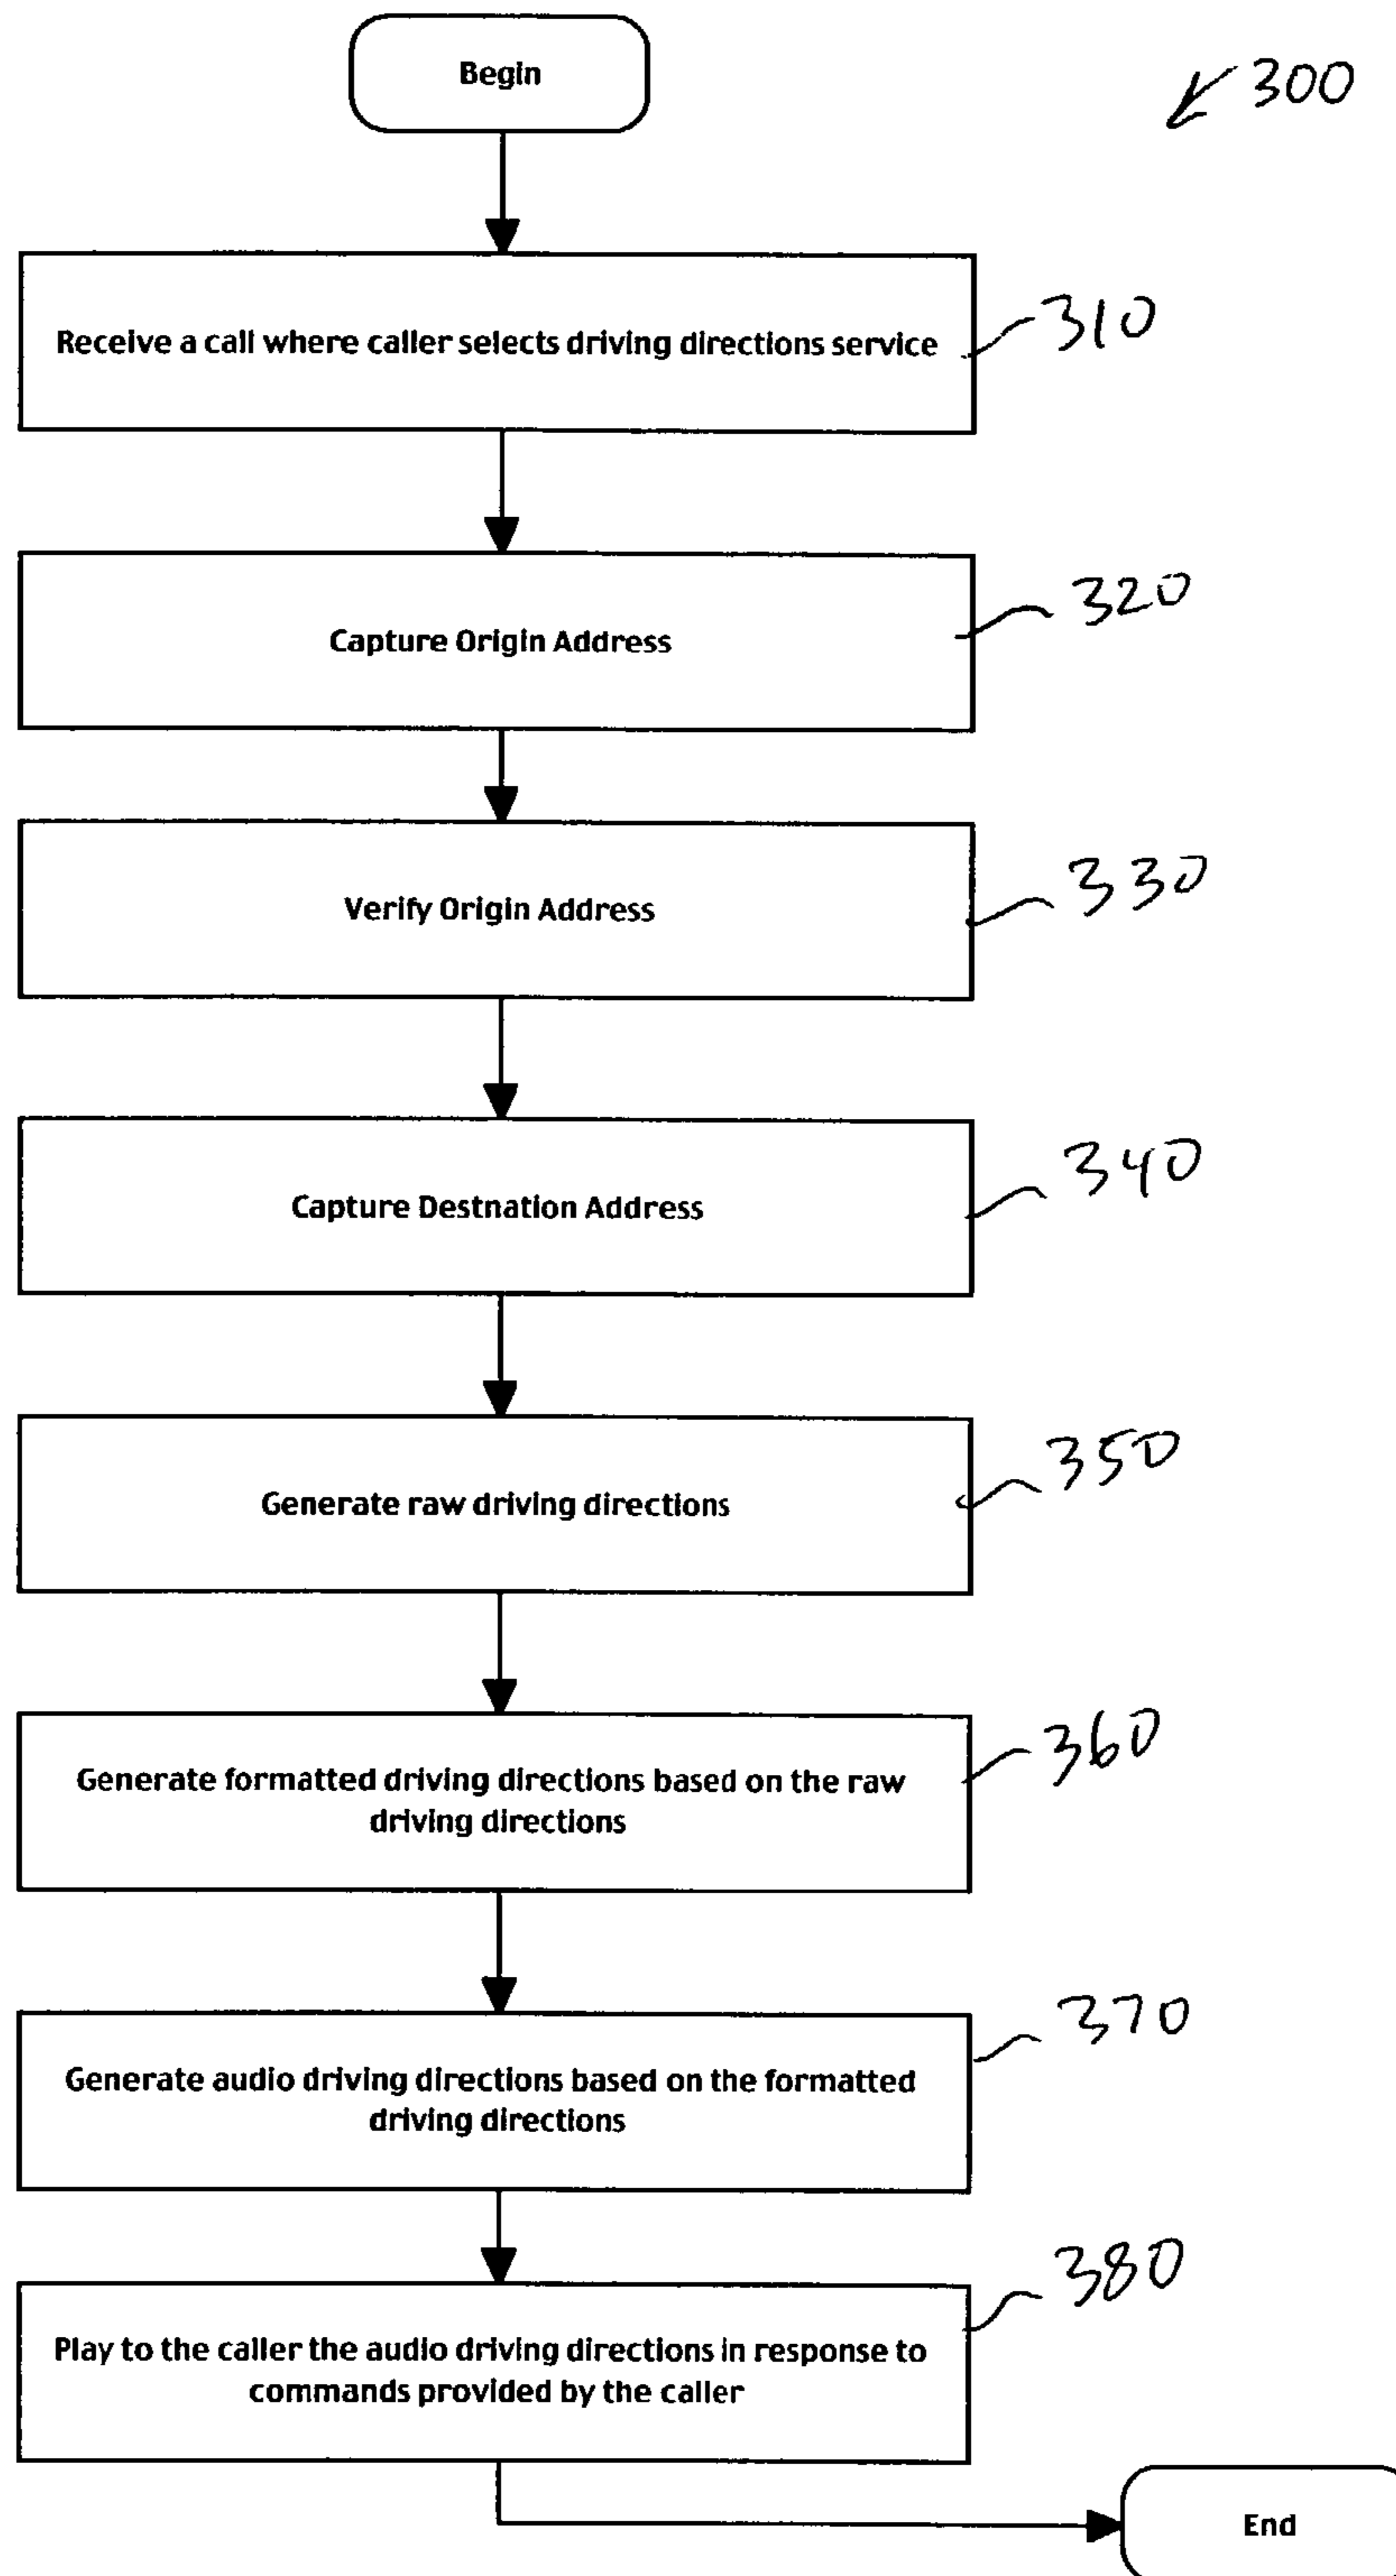 Begin
300
Receive a call where caller selects driving directions service
310
Capture Origin Address
320
Verify Origin Address
330
Capture Destnation Address
340
Generate raw driving directions
350
Generate formatted driving directions based on the raw
driving directions
360
Generate audio driving directions based on the formatted
driving directions
370
Play to the caller the audio driving directions in response to
commands provided by the caller
380
End